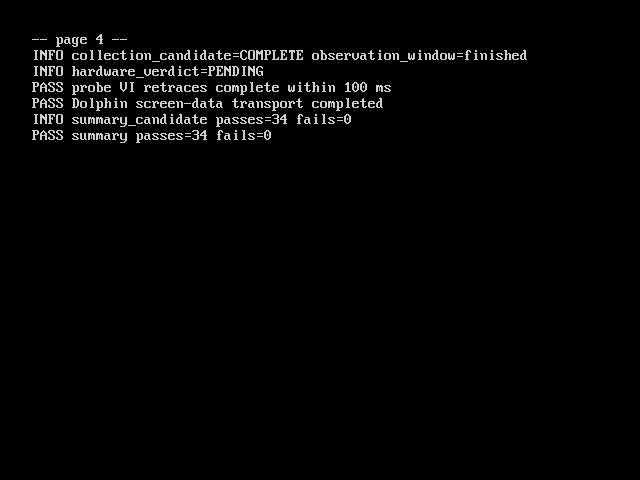 -- page 4 --
INFO collection_candidate=COMPLETE observation_window=finished
INFO hardware_verdict=PENDING
PASS probe VI retraces complete within 100 ms
PASS Dolphin screen-data transport completed
INFO summary_candidate passes=34 fails=0
PASS summary passes=34 fails=0